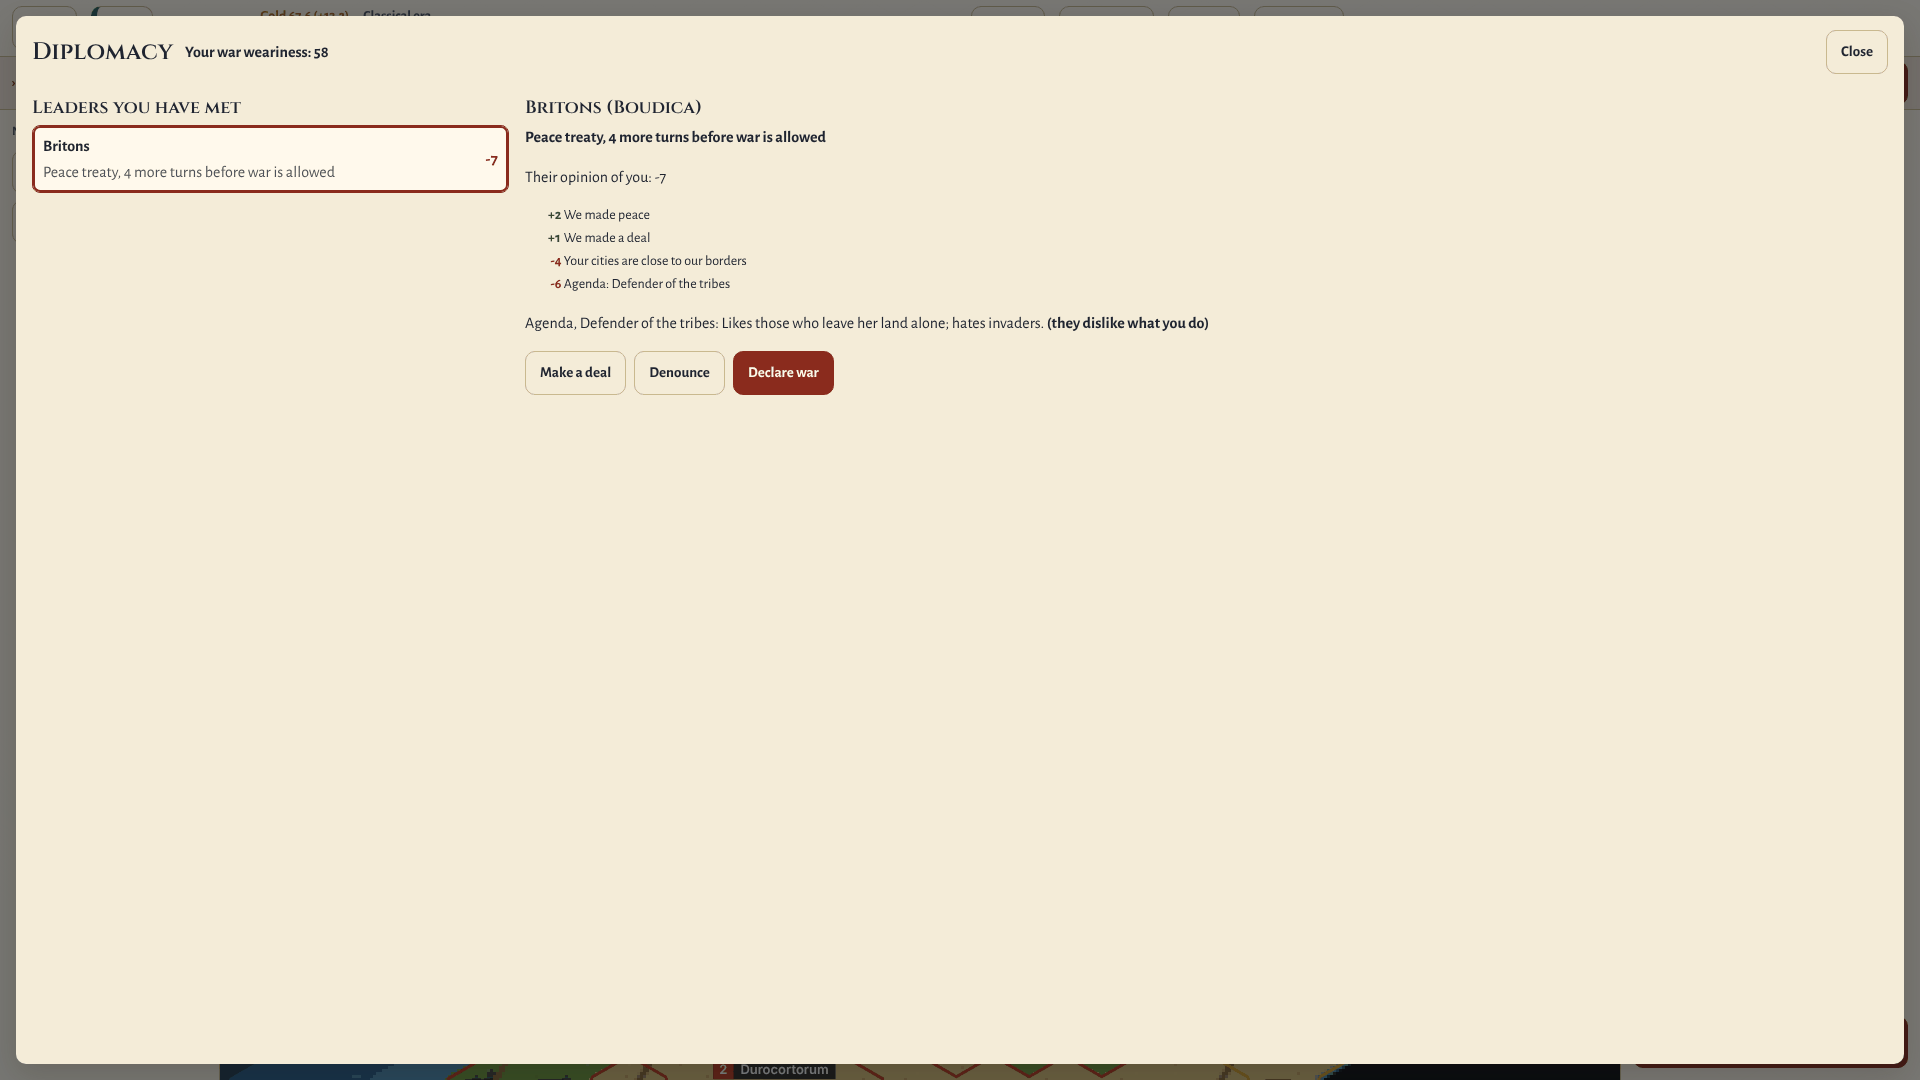 Diplomacy Your war weariness: 58
Close
Leaders you have met
Britons
Peace treaty, 4 more turns before war is allowed
-7
Britons (Boudica)
Peace treaty, 4 more turns before war is allowed
Their opinion of you: -7
+2 We made peace
+1 We made a deal
-4 Your cities are close to our borders
-6 Agenda: Defender of the tribes
Agenda, Defender of the tribes: Likes those who leave her land alone; hates invaders. (they dislike what you do)
Make a deal
Denounce
Declare war
2 Durocortorum